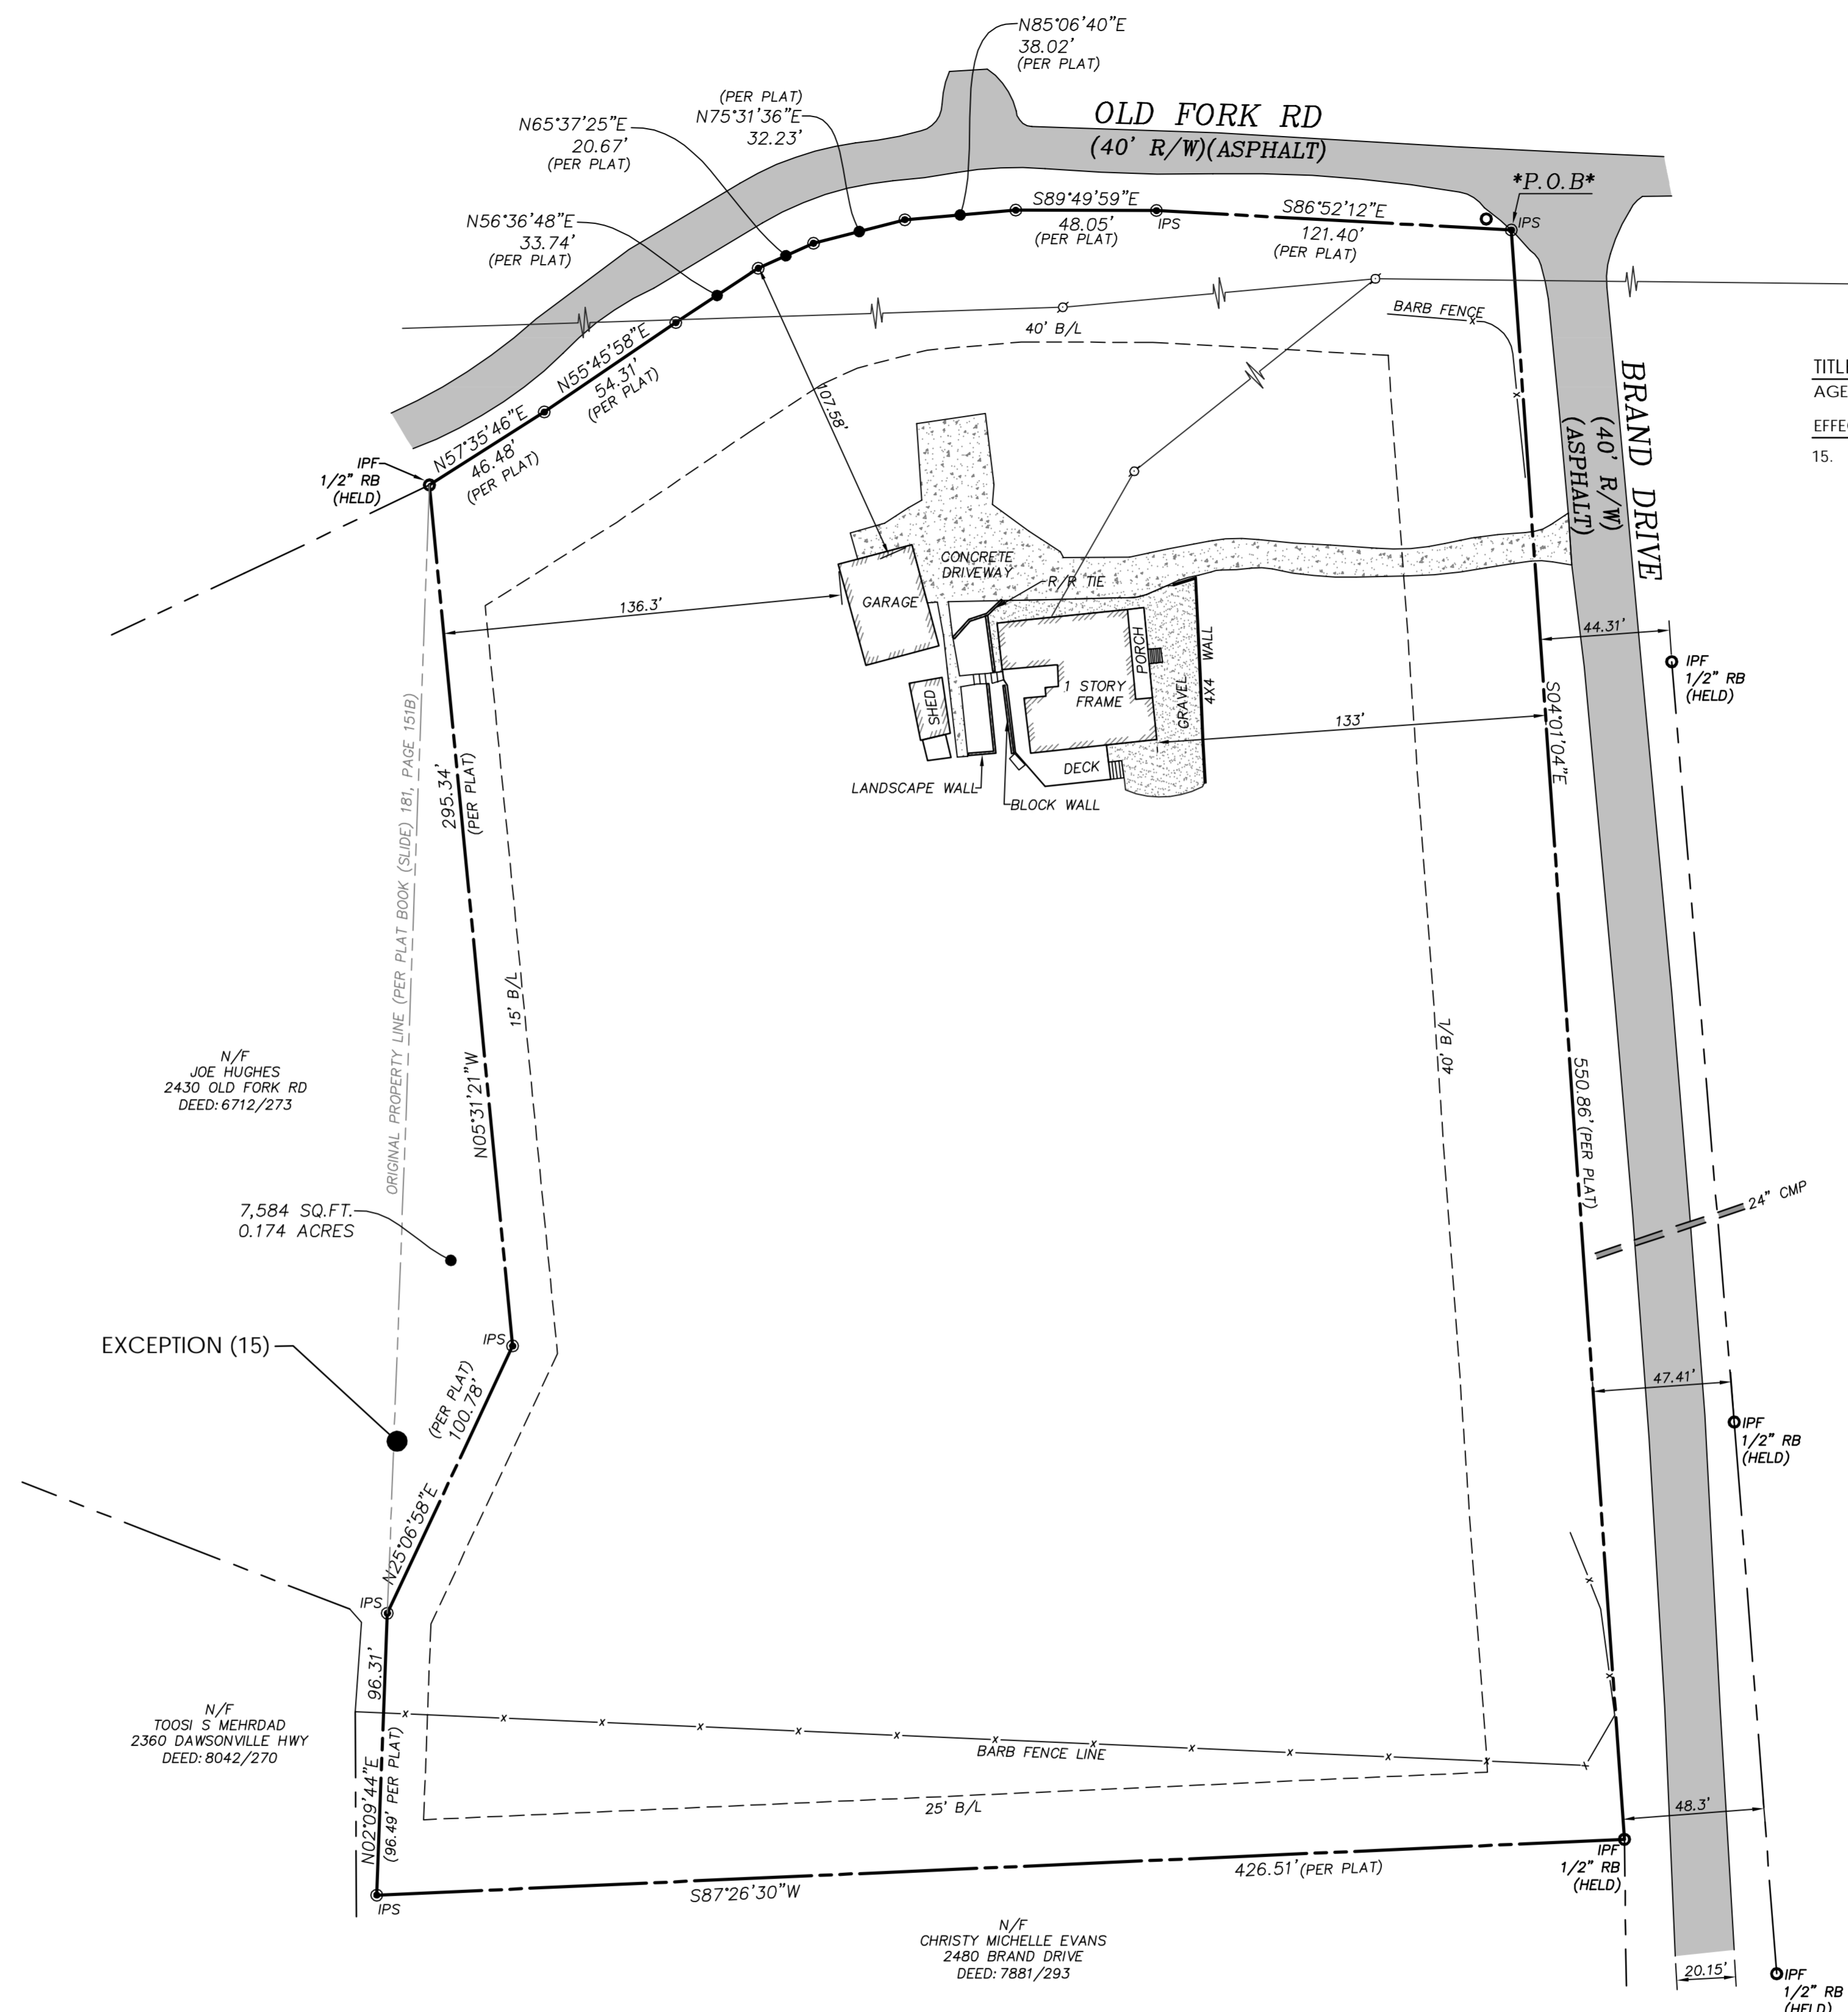 N85°06'40"E
38.02'
(PER PLAT)
(PER PLAT)
N75°31'36"E
32.23'
N65°37'25"E
20.67'
(PER PLAT)
N56°36'48"E
33.74'
(PER PLAT)
OLD FORK RD
(40' R/W)(ASPHALT)
*P.O.B*
IPS
S89°49'59"E
48.05'
(PER PLAT)
IPS
S86°52'12"E
121.40'
(PER PLAT)
BARB FENCE
x
x
40' B/L
N55°45'58"E
54.31'
(PER PLAT)
N57°35'46"E
46.48'
(PER PLAT)
IPF
1/2" RB
(HELD)
107.58'
BRAND DRIVE
(40' R/W)
(ASPHALT)
TITL
AGE
EFFE
15.
CONCRETE
DRIVEWAY
R/R TIE
GARAGE
136.3'
PORCH
4X4 WALL
1 STORY
FRAME
GRAVEL
SHED
DECK
LANDSCAPE WALL
BLOCK WALL
133'
44.31'
IPF
1/2" RB
(HELD)
S04°01'04"E
550.86' (PER PLAT)
295.34'
(PER PLAT)
ORIGINAL PROPERTY LINE (PER PLAT BOOK (SLIDE) 181, PAGE 151B)
15' B/L
40' B/L
N05°31'21"W
N/F
JOE HUGHES
2430 OLD FORK RD
DEED: 6712/273
7,584 SQ.FT.
0.174 ACRES
24" CMP
EXCEPTION (15)
IPS
(PER PLAT)
100.78'
N25°06'58"E
47.41'
IPF
1/2" RB
(HELD)
IPS
96.31'
N02°09'44"E
(96.49' PER PLAT)
N/F
TOOSI S MEHRDAD
2360 DAWSONVILLE HWY
DEED: 8042/270
x x x x x x x x x x x x
x
x
BARB FENCE LINE
25' B/L
48.3'
IPF
1/2" RB
(HELD)
426.51' (PER PLAT)
S87°26'30"W
IPS
N/F
CHRISTY MICHELLE EVANS
2480 BRAND DRIVE
DEED: 7881/293
20.15'
IPF
1/2" RB
(HELD)